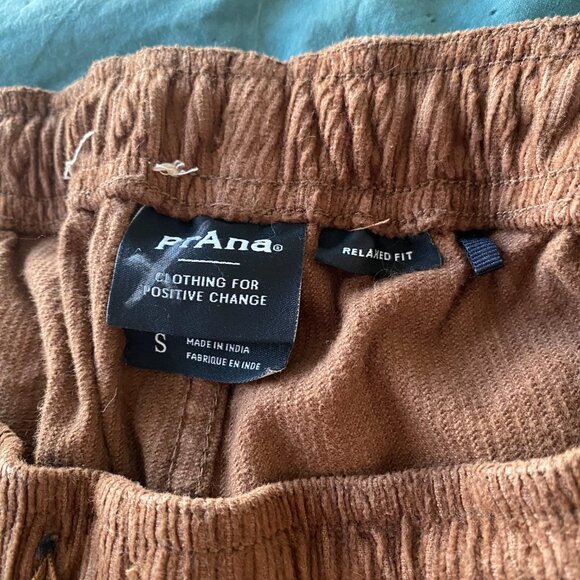 prAna®
CLOTHING FOR
POSITIVE CHANGE
RELAXED FIT
S
MADE IN INDIA
FABRIQUE EN INDE